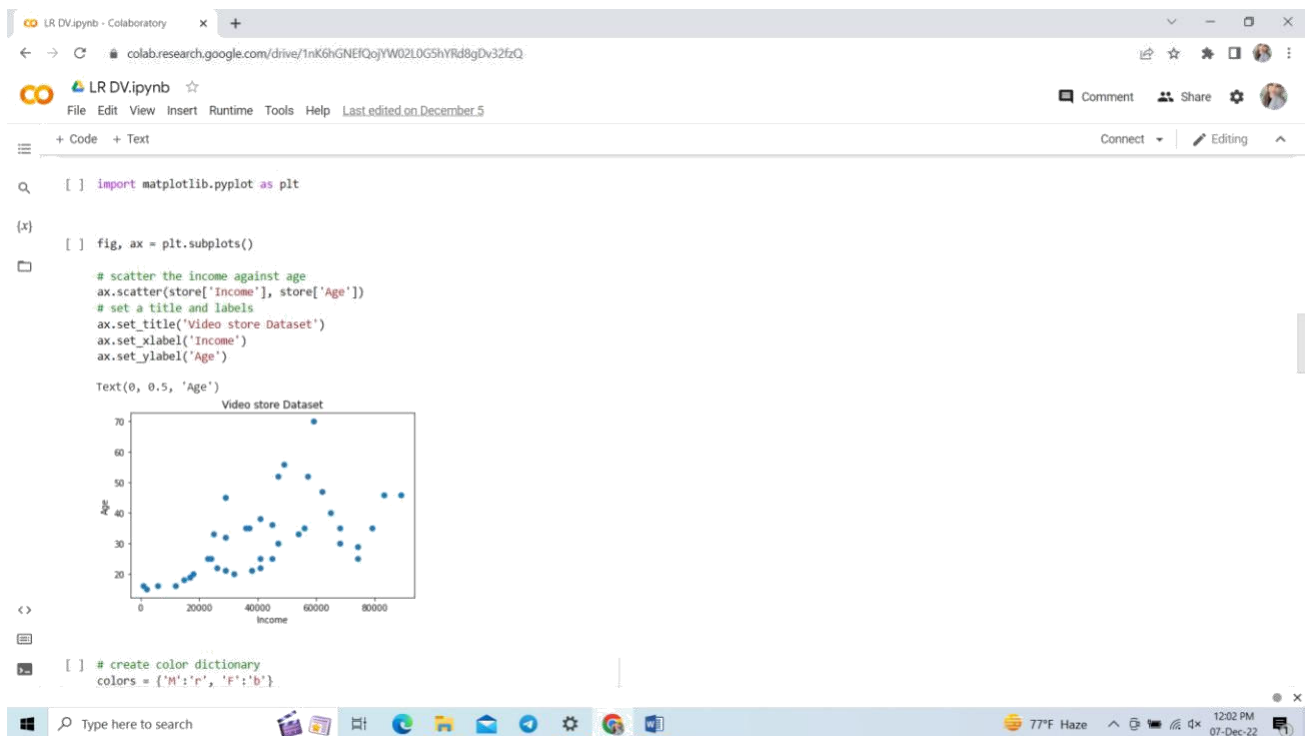 LR DV.ipynb - Colaboratory
colab.research.google.com/drive/1nK6hGNEfQojYW02L0G5hYRd8gDv32fzQ
LR DV.ipynb
File Edit View Insert Runtime Tools Help Last edited on December 5
Comment Share
+ Code + Text
Connect Editing
[ ] import matplotlib.pyplot as plt
{x}
[ ] fig, ax = plt.subplots()
# scatter the income against age
ax.scatter(store['Income'], store['Age'])
# set a title and labels
ax.set_title('Video store Dataset')
ax.set_xlabel('Income')
ax.set_ylabel('Age')
Text(0, 0.5, 'Age')
Video store Dataset
70
60
50
40
30
20
Age
0 20000 40000 60000 80000
Income
[ ] # create color dictionary
colors = {'M':'r', 'F':'b'}
Type here to search
77°F Haze
12:02 PM
07-Dec-22